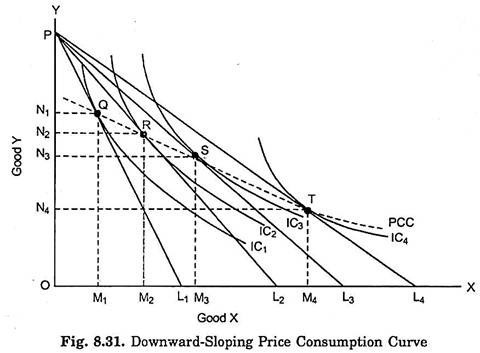 Y
P
N1
Q
N2
R
N3
S
Good Y
N4
T
PCC
IC3
IC4
IC2
IC1
O
M1
M2
L1
M3
L2
M4
L3
L4
X
Good X
Fig. 8.31. Downward-Sloping Price Consumption Curve